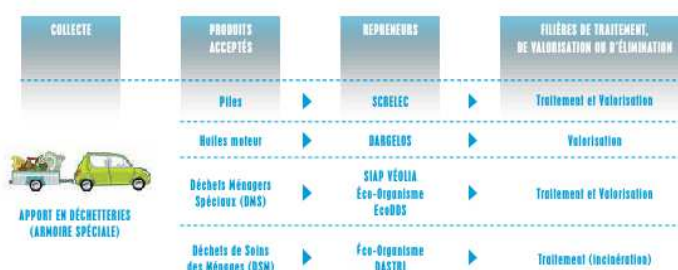 COLLECTE
PRODUITS
ACCEPTÉS
REPRENEURS
FILIÈRES DE TRAITEMENT,
DE VALORISATION OU D'ÉLIMINATION
Piles
SCRELEC
Traitement et Valorisation
Huiles moteur
DARGELOS
Valorisation
APPORT EN DÉCHETTERIES
(ARMOIRE SPÉCIALE)
Déchets Ménagers
Spéciaux (DMS)
SIAP VÉOLIA
Éco-Organisme
EcoDDS
Traitement et Valorisation
Déchets de Soins
des Ménages (DSM)
Éco-Organisme
DASTRI
Traitement (incinération)